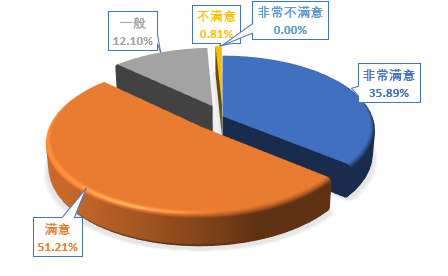 一般
12.10%
不满意
0.81%
非常不满意
0.00%
非常满意
35.89%
满意
51.21%